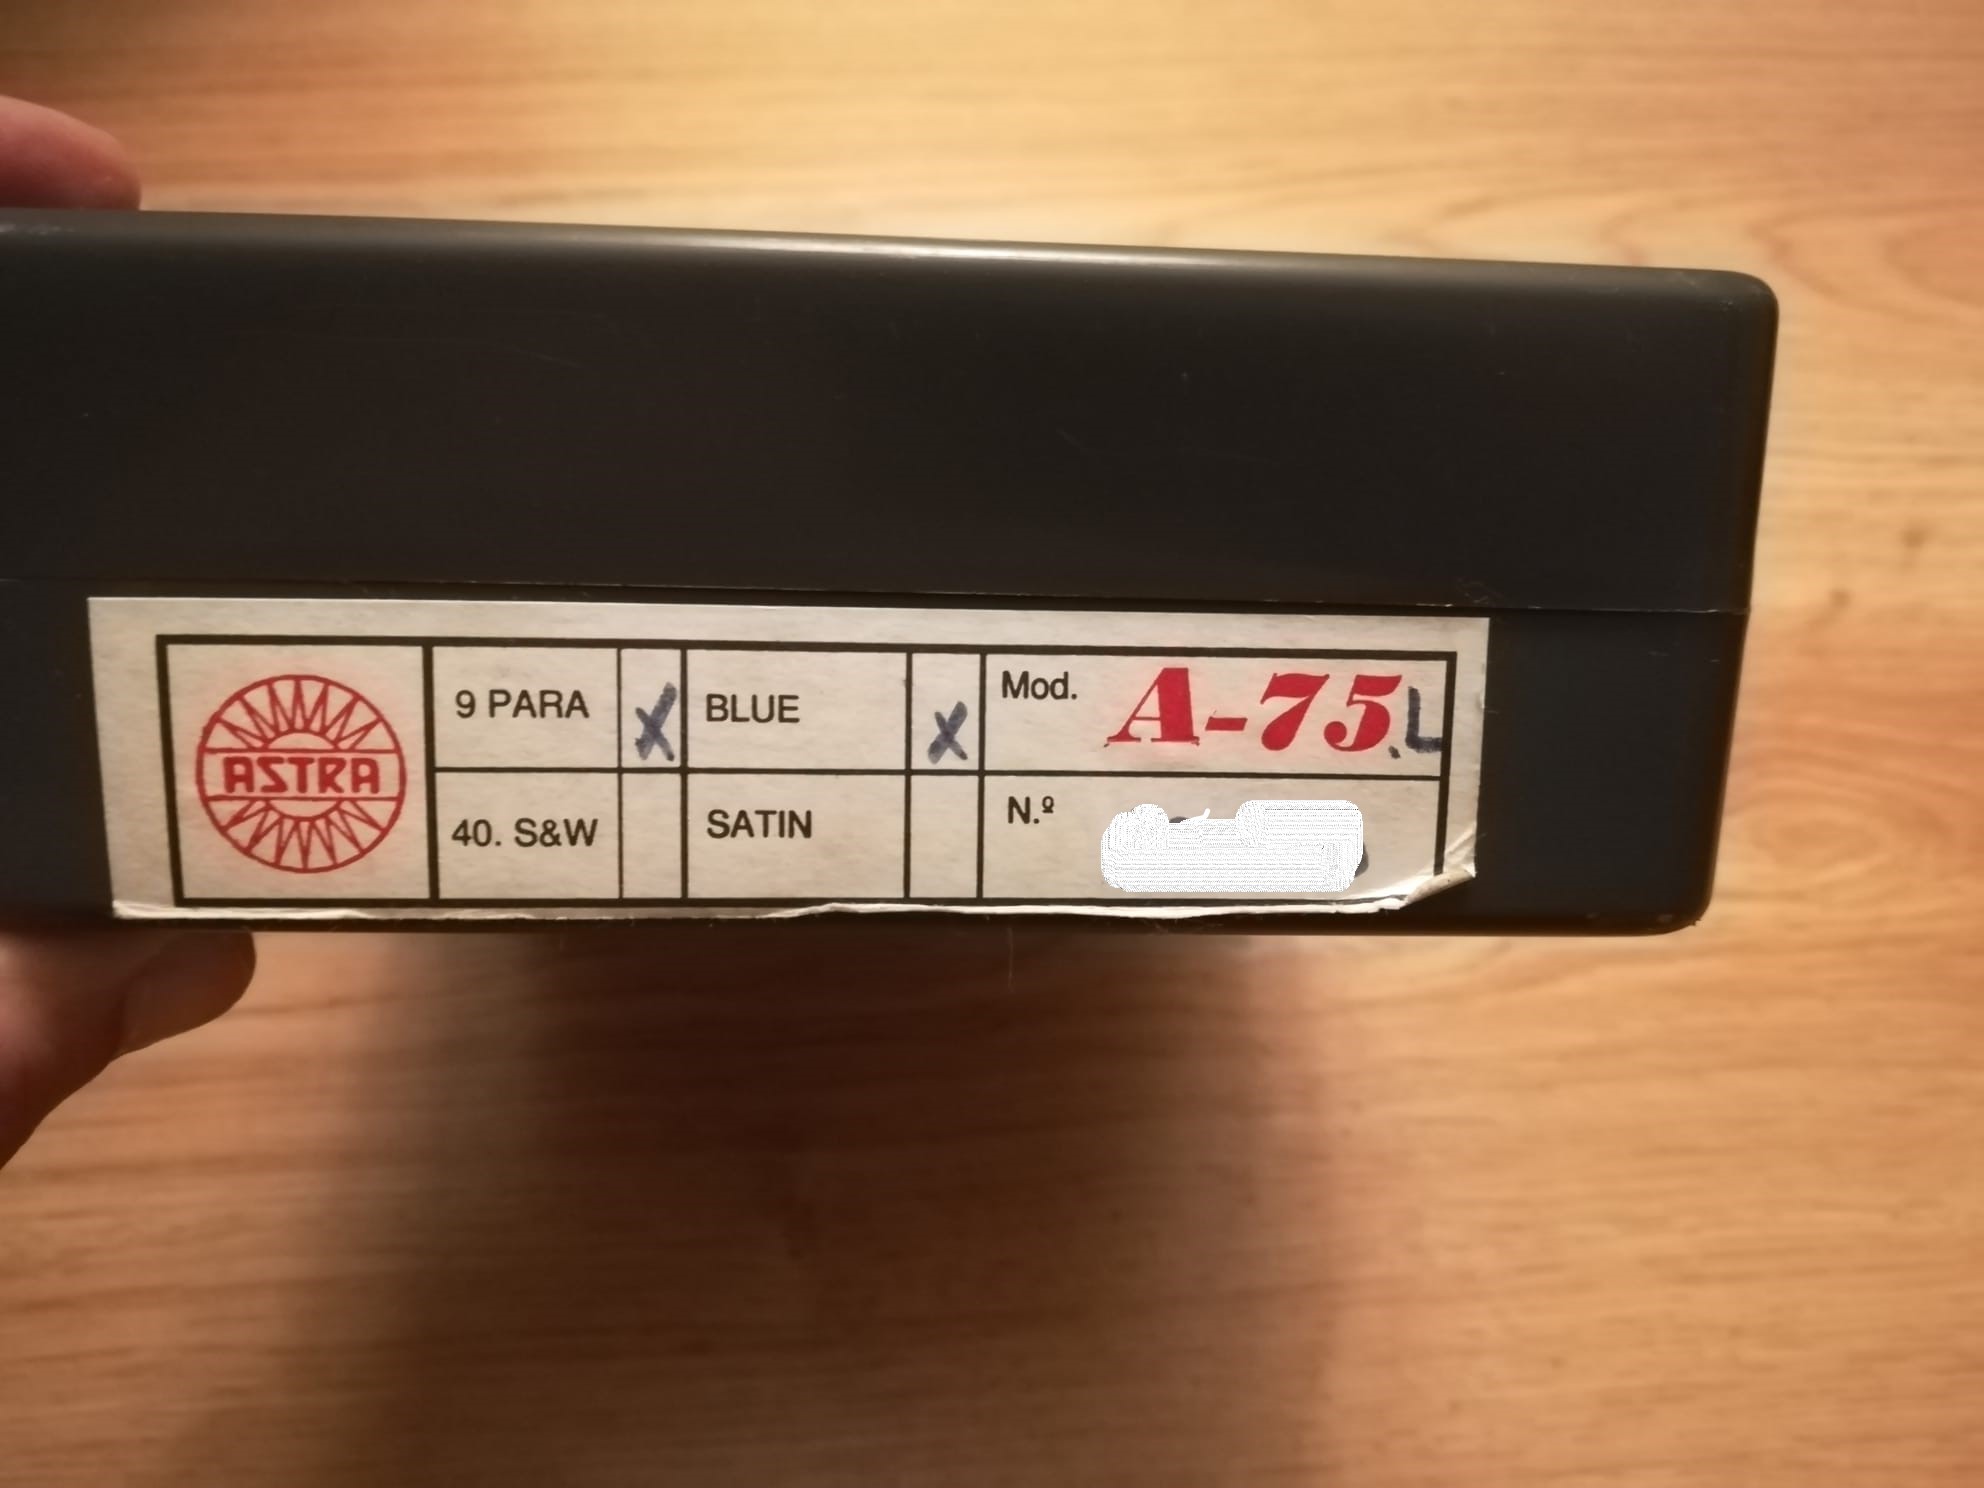 ASTRA
9 PARA X BLUE X Mod. A-75.L
40. S&W SATIN N.º